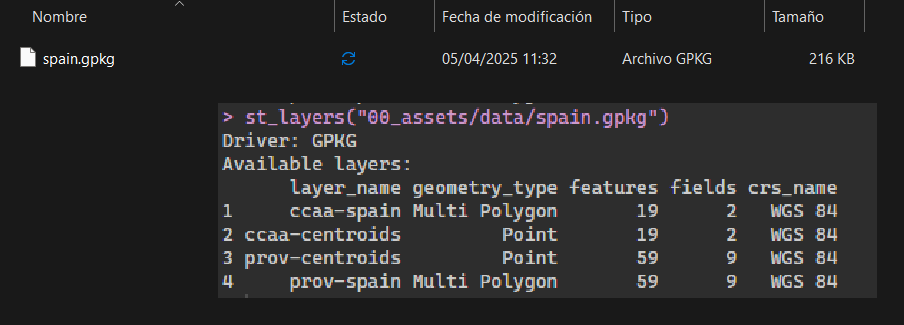 Nombre Estado Fecha de modificación Tipo Tamaño
spain.gpkg 05/04/2025 11:32 Archivo GPKG 216 KB
> st_layers("00_assets/data/spain.gpkg")
Driver: GPKG
Available layers:
layer_name geometry_type features fields crs_name
1 ccaa-spain Multi Polygon 19 2 WGS 84
2 ccaa-centroids Point 19 2 WGS 84
3 prov-centroids Point 59 9 WGS 84
4 prov-spain Multi Polygon 59 9 WGS 84